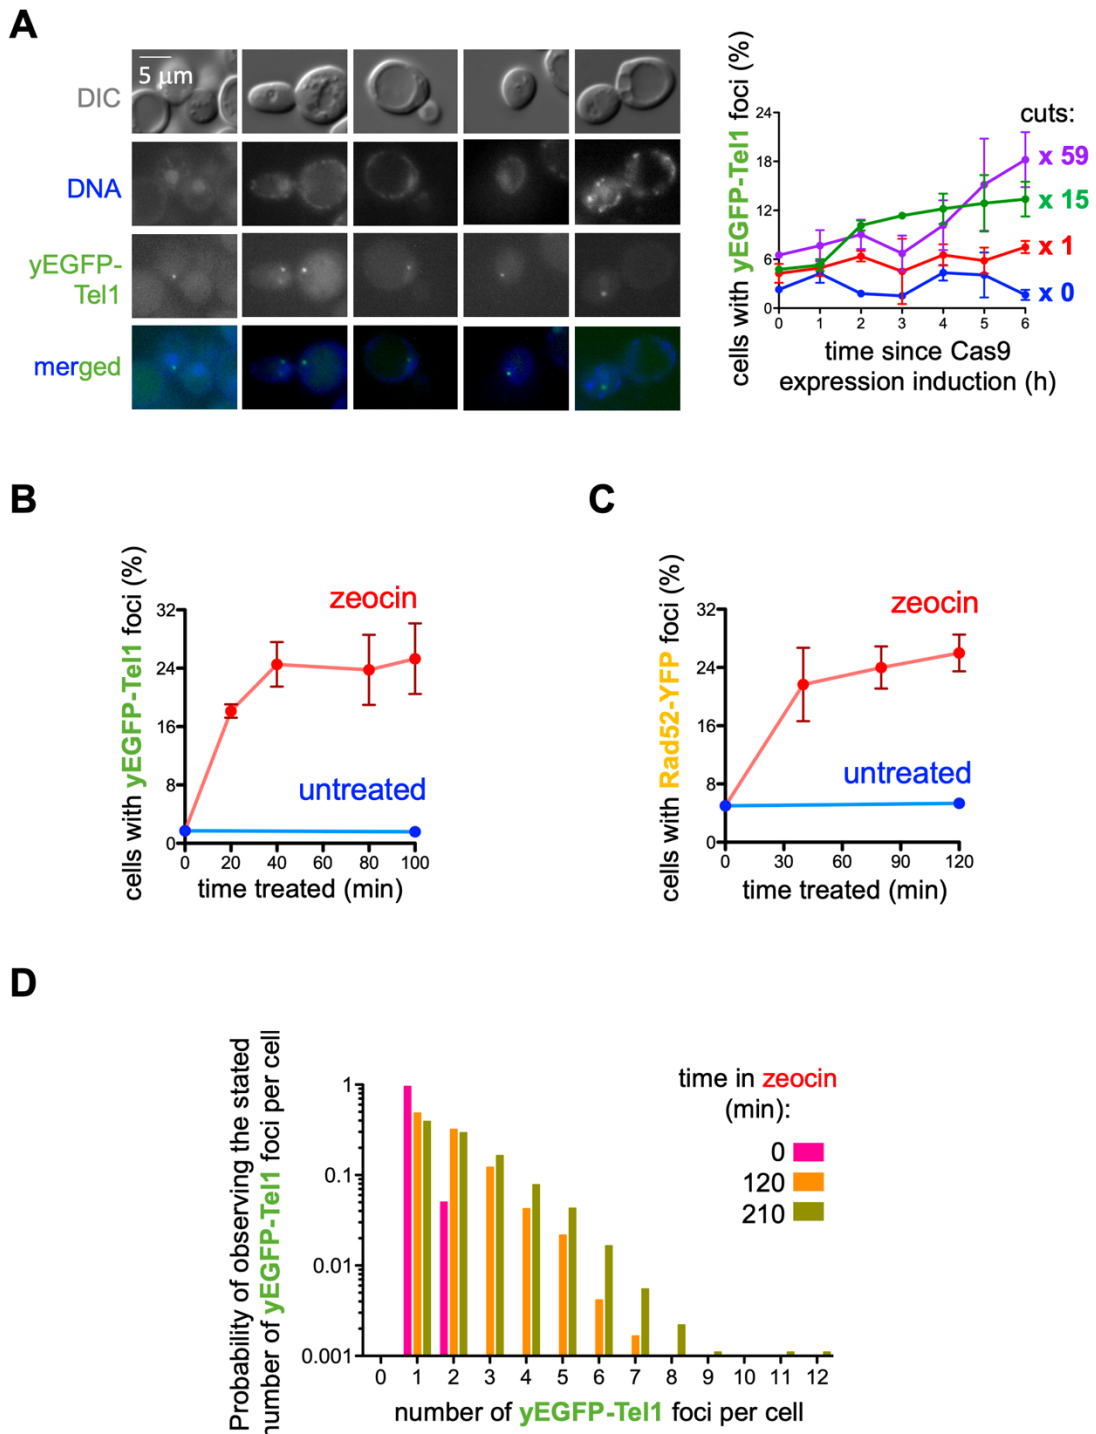 A
5 μm
DIC
DNA
yEGFP-
Tel1
merged
cells with yEGFP-Tel1 foci (%)
24
18
12
6
0
0 1 2 3 4 5 6
time since Cas9
expression induction (h)
cuts:
x 59
x 15
x 1
x 0
B
cells with yEGFP-Tel1 foci (%)
32
24
16
8
0
0 20 40 60 80 100
time treated (min)
zeocin
untreated
C
cells with Rad52-YFP foci (%)
32
24
16
8
0
0 30 60 90 120
time treated (min)
zeocin
untreated
D
Probability of observing the stated
number of yEGFP-Tel1 foci per cell
1
0.1
0.01
0.001
0 1 2 3 4 5 6 7 8 9 10 11 12
number of yEGFP-Tel1 foci per cell
time in zeocin
(min):
0
120
210